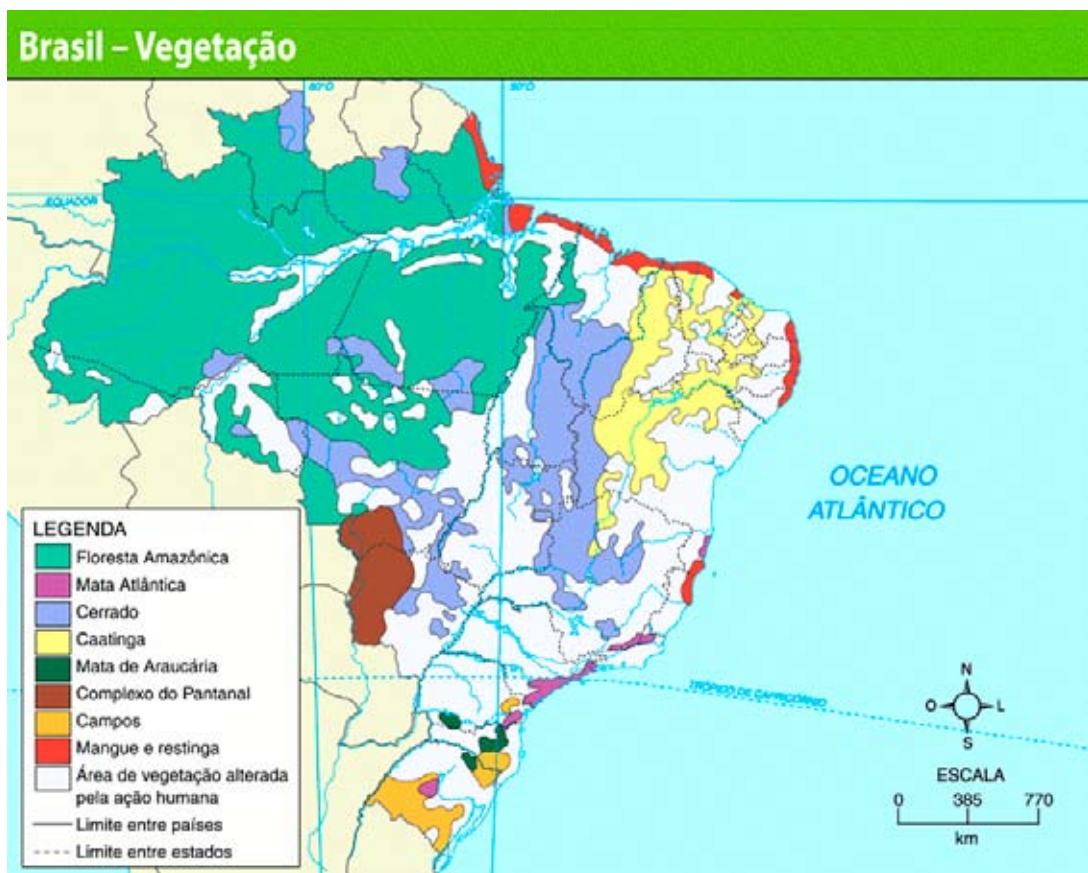 Brasil – Vegetação
60°O
50°O
EQUADOR
OCEANO
ATLÂNTICO
TRÓPICO DE CAPRICÓRNIO
LEGENDA
Floresta Amazônica
Mata Atlântica
Cerrado
Caatinga
Mata de Araucária
Complexo do Pantanal
Campos
Mangue e restinga
Área de vegetação alterada
pela ação humana
Limite entre países
Limite entre estados
N
O
L
S
ESCALA
0 385 770
km